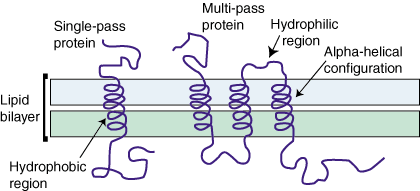 Single-pass
protein
Multi-pass
protein
Hydrophilic
region
Alpha-helical
configuration
Lipid
bilayer
Hydrophobic
region